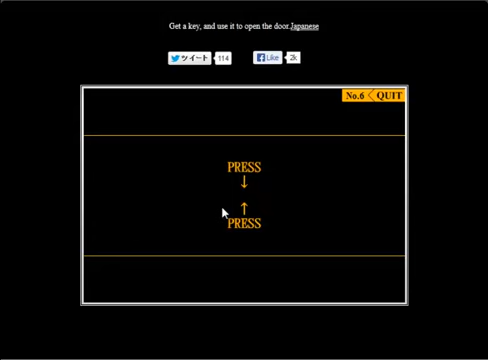 Get a key, and use it to open the door.Japanese
ツイート 114 Like 2k
No.6 QUIT
PRESS
↓
↑
PRESS